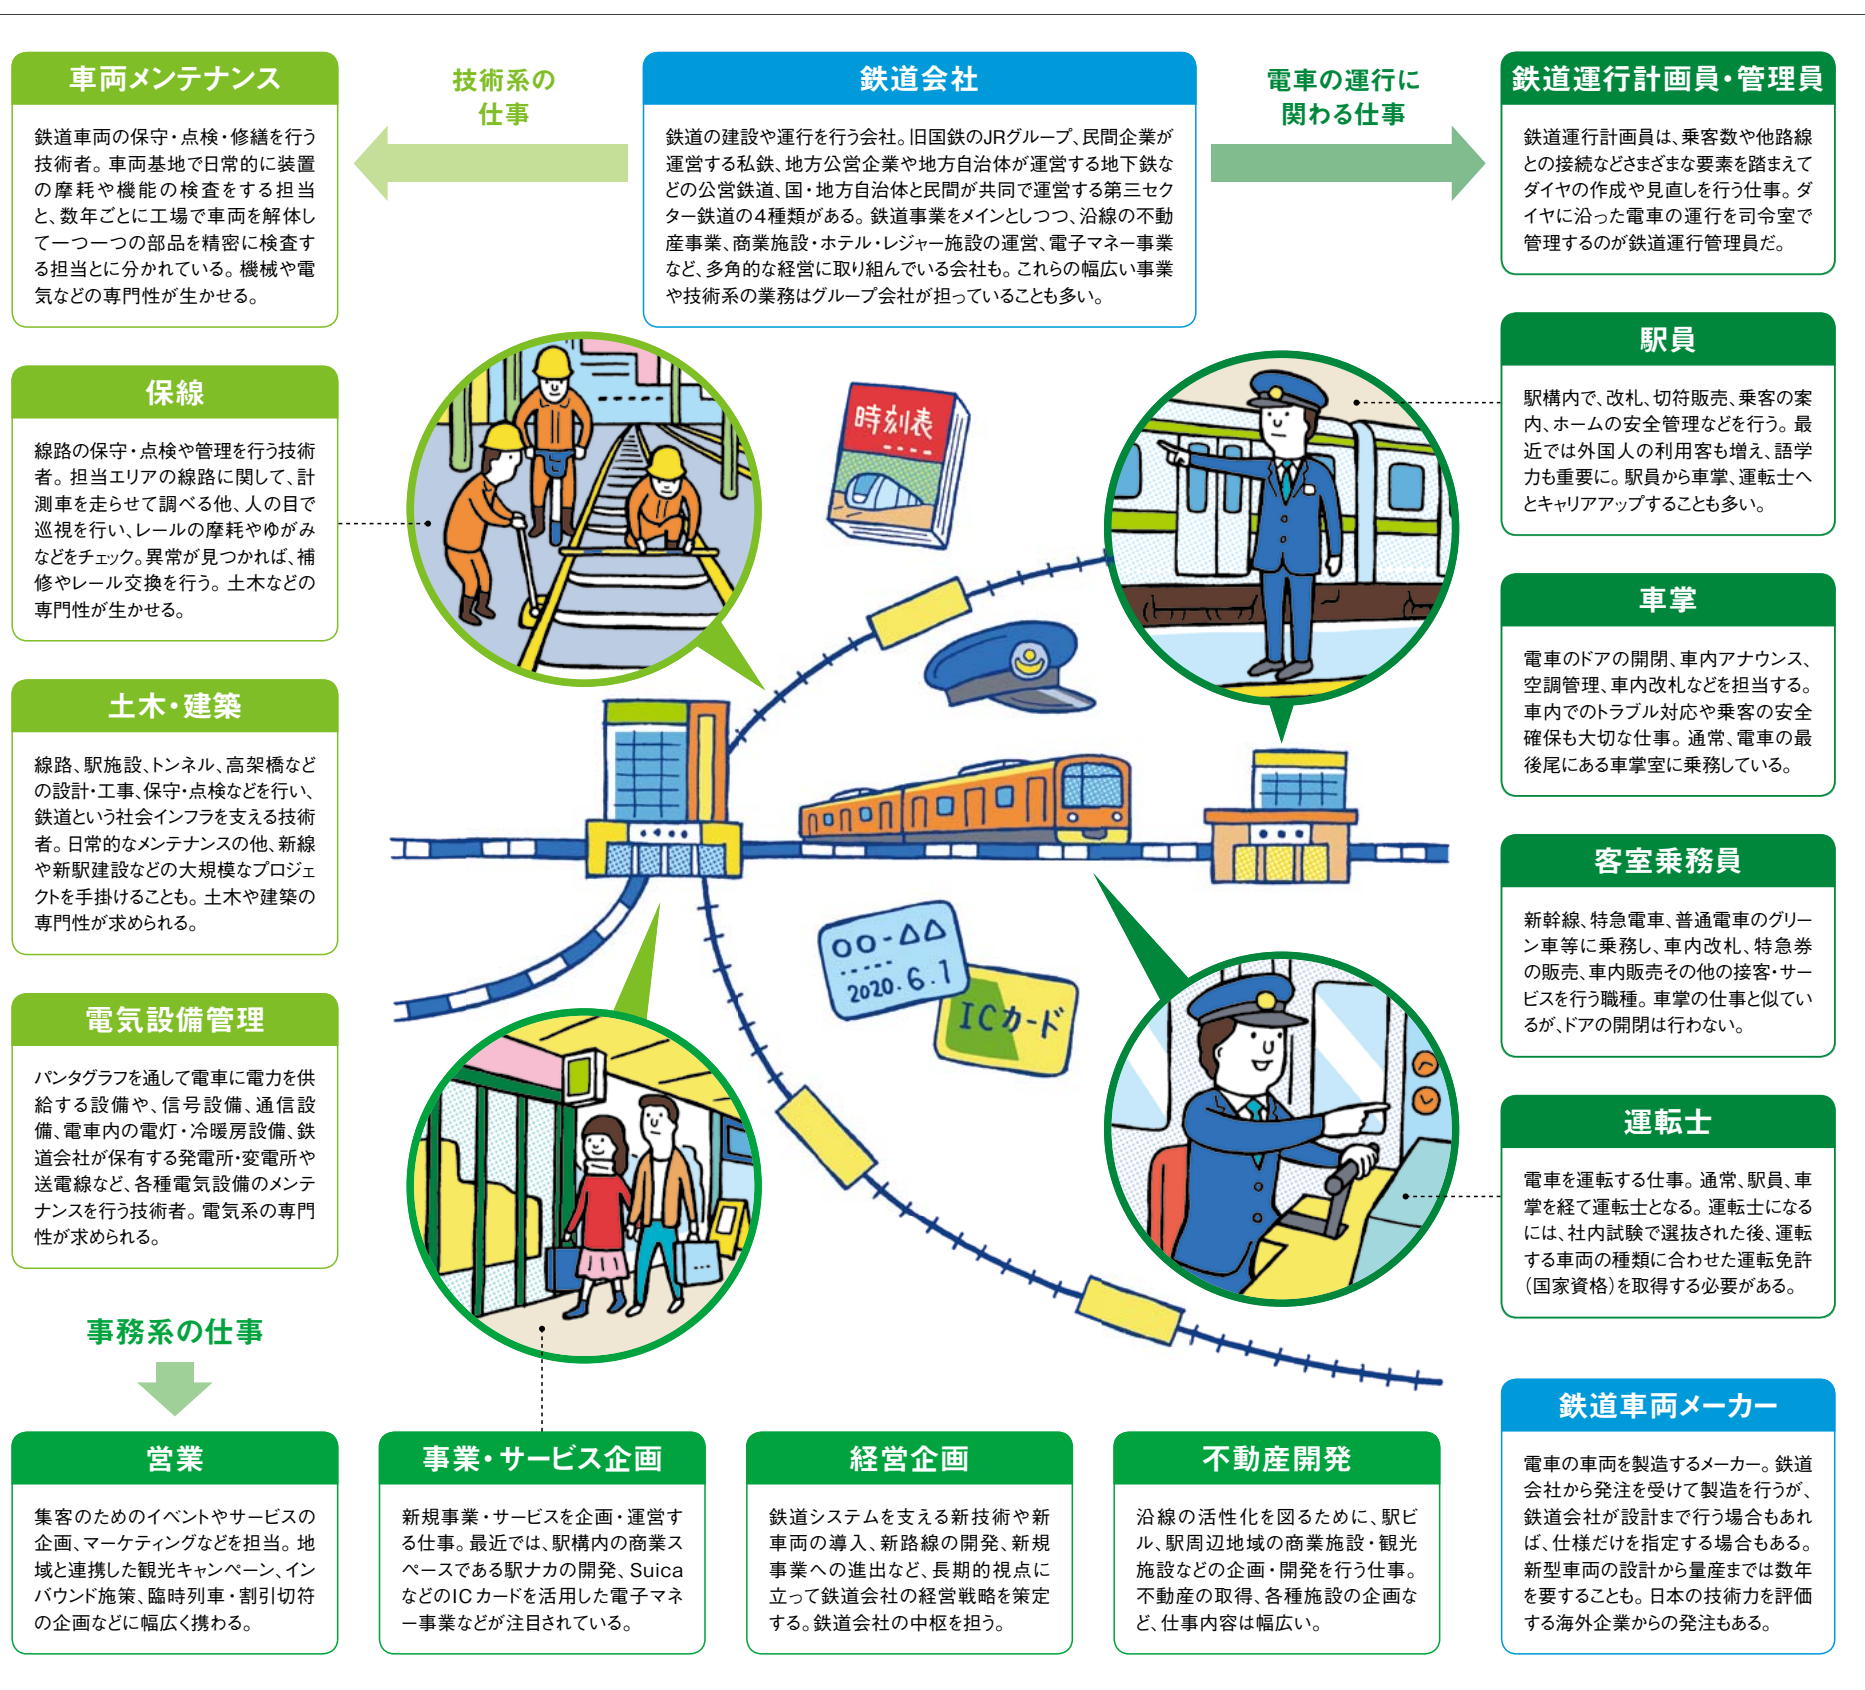 車両メンテナンス
鉄道車両の保守・点検・修繕を行う
技術者。車両基地で日常的に装置
の摩耗や機能の検査をする担当
と、数年ごとに工場で車両を解体し
て一つ一つの部品を精密に検査す
る担当とに分かれている。機械や電
気などの専門性が生かせる。
技術系の
仕事
鉄道会社
鉄道の建設や運行を行う会社。旧国鉄のJRグループ、民間企業が
運営する私鉄、地方公営企業や地方自治体が運営する地下鉄な
どの公営鉄道、国・地方自治体と民間が共同で運営する第三セク
ター鉄道の4種類がある。鉄道事業をメインとしつつ、沿線の不動
産事業、商業施設・ホテル・レジャー施設の運営、電子マネー事業
など、多角的な経営に取り組んでいる会社も。これらの幅広い事業
や技術系の業務はグループ会社が担っていることも多い。
電車の運行に
関わる仕事
鉄道運行計画員・管理員
鉄道運行計画員は、乗客数や他路線
との接続などさまざまな要素を踏まえて
ダイヤの作成や見直しを行う仕事。ダ
イヤに沿った電車の運行を司令室で
管理するのが鉄道運行管理員だ。
保線
線路の保守・点検や管理を行う技術
者。担当エリアの線路に関して、計
測車を走らせて調べる他、人の目で
巡視を行い、レールの摩耗やゆがみ
などをチェック。異常が見つかれば、補
修やレール交換を行う。土木などの
専門性が生かせる。
時刻表
駅員
駅構内で、改札、切符販売、乗客の案
内、ホームの安全管理などを行う。最
近では外国人の利用客も増え、語学
力も重要に。駅員から車掌、運転士へ
とキャリアアップすることも多い。
車掌
電車のドアの開閉、車内アナウンス、
空調管理、車内改札などを担当する。
車内でのトラブル対応や乗客の安全
確保も大切な仕事。通常、電車の最
後尾にある車掌室に乗務している。
土木・建築
線路、駅施設、トンネル、高架橋など
の設計・工事、保守・点検などを行い、
鉄道という社会インフラを支える技術
者。日常的なメンテナンスの他、新線
や新駅建設などの大規模なプロジェ
クトを手掛けることも。土木や建築の
専門性が求められる。
客室乗務員
新幹線、特急電車、普通電車のグリー
ン車等に乗務し、車内改札、特急券
の販売、車内販売その他の接客・サー
ビスを行う職種。車掌の仕事と似てい
るが、ドアの開閉は行わない。
○○-△△
2020.6.1
ICカード
電気設備管理
パンタグラフを通して電車に電力を供
給する設備や、信号設備、通信設
備、電車内の電灯・冷暖房設備、鉄
道会社が保有する発電所・変電所や
送電線など、各種電気設備のメンテ
ナンスを行う技術者。電気系の専門
性が求められる。
運転士
電車を運転する仕事。通常、駅員、車
掌を経て運転士となる。運転士になる
には、社内試験で選抜された後、運転
する車両の種類に合わせた運転免許
(国家資格)を取得する必要がある。
事務系の仕事
営業
集客のためのイベントやサービスの
企画、マーケティングなどを担当。地
域と連携した観光キャンペーン、イン
バウンド施策、臨時列車・割引切符
の企画などに幅広く携わる。
事業・サービス企画
新規事業・サービスを企画・運営す
る仕事。最近では、駅構内の商業ス
ペースである駅ナカの開発、Suica
などのICカードを活用した電子マネ
ー事業などが注目されている。
経営企画
鉄道システムを支える新技術や新
車両の導入、新路線の開発、新規
事業への進出など、長期的視点に
立って鉄道会社の経営戦略を策定
する。鉄道会社の中枢を担う。
不動産開発
沿線の活性化を図るために、駅ビ
ル、駅周辺地域の商業施設・観光
施設などの企画・開発を行う仕事。
不動産の取得、各種施設の企画な
ど、仕事内容は幅広い。
鉄道車両メーカー
電車の車両を製造するメーカー。鉄道
会社から発注を受けて製造を行うが、
鉄道会社が設計まで行う場合もあれ
ば、仕様だけを指定する場合もある。
新型車両の設計から量産までは数年
を要することも。日本の技術力を評価
する海外企業からの発注もある。